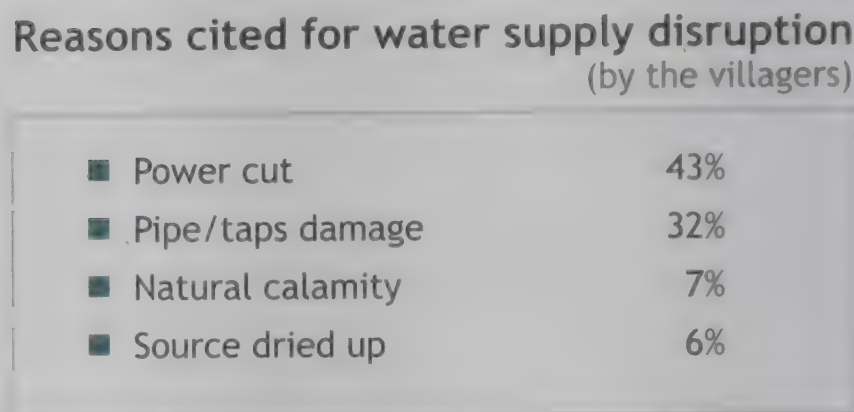 Reasons cited for water supply disruption
(by the villagers)
Power cut 43%
Pipe/taps damage 32%
Natural calamity 7%
Source dried up 6%